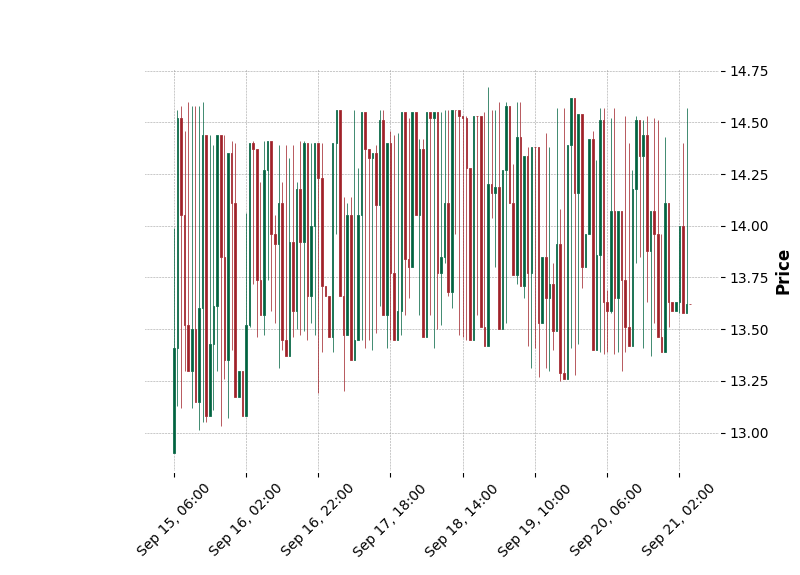 14.75
14.50
14.25
14.00
13.75
13.50
13.25
13.00
Price
Sep 15, 06:00
Sep 16, 02:00
Sep 16, 22:00
Sep 17, 18:00
Sep 18, 14:00
Sep 19, 10:00
Sep 20, 06:00
Sep 21, 02:00